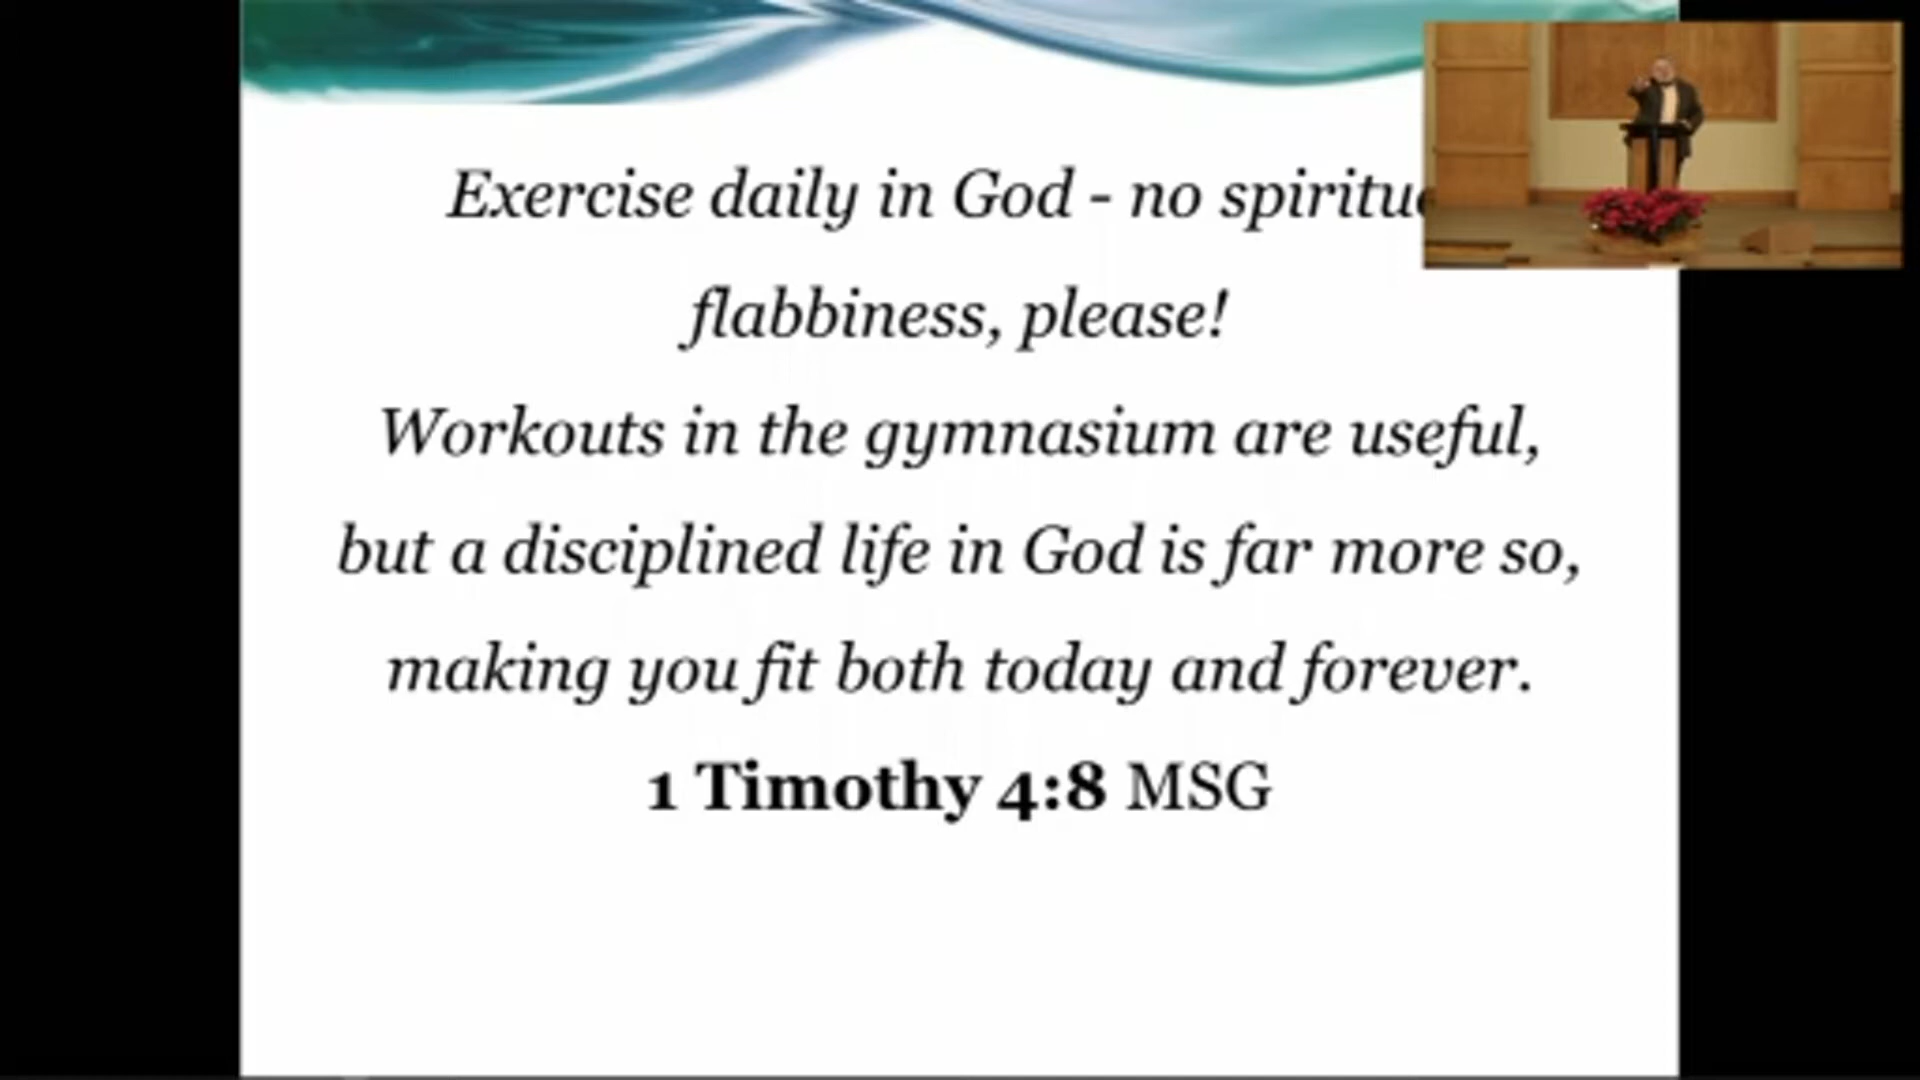 Exercise daily in God - no
flabbiness, please!
Workouts in the gymnasium are useful,
but a disciplined life in God is far more so,
making you fit both today and forever.
1 Timothy 4:8 MSG